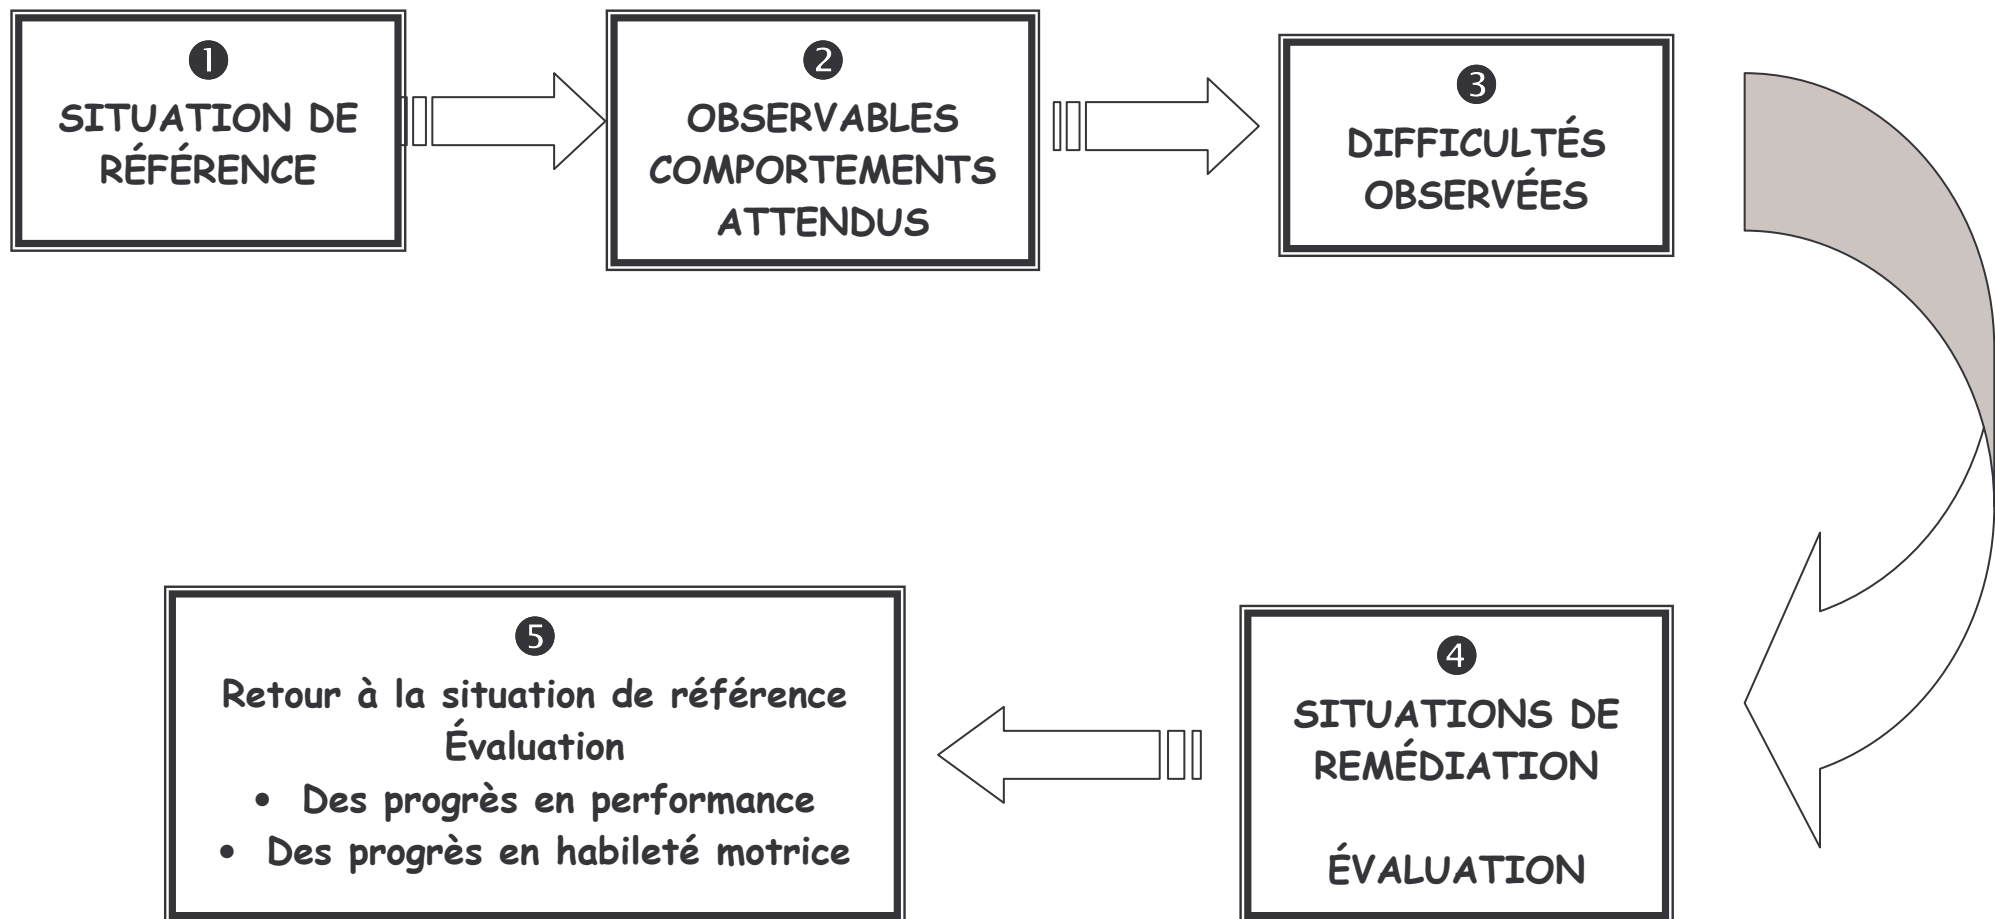 ❶
SITUATION DE
RÉFÉRENCE
❷
OBSERVABLES
COMPORTEMENTS
ATTENDUS
❸
DIFFICULTÉS
OBSERVÉES
❹
SITUATIONS DE
REMÉDIATION
ÉVALUATION
❺
Retour à la situation de référence
Évaluation
• Des progrès en performance
• Des progrès en habileté motrice